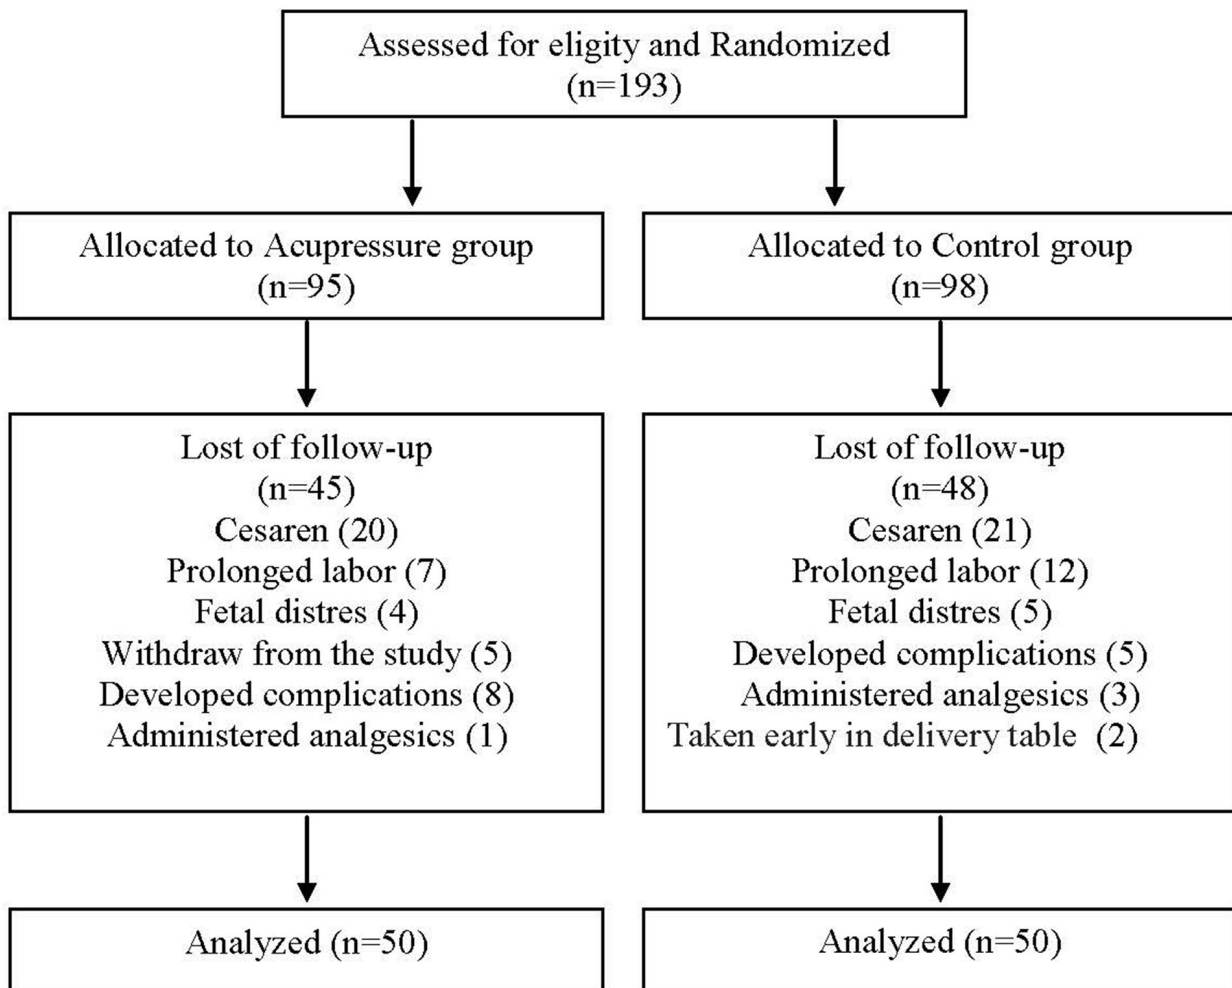 Assessed for eligity and Randomized
(n=193)
Allocated to Acupressure group
(n=95)
Allocated to Control group
(n=98)
Lost of follow-up
(n=45)
Cesaren (20)
Prolonged labor (7)
Fetal distres (4)
Withdraw from the study (5)
Developed complications (8)
Administered analgesics (1)
Lost of follow-up
(n=48)
Cesaren (21)
Prolonged labor (12)
Fetal distres (5)
Developed complications (5)
Administered analgesics (3)
Taken early in delivery table (2)
Analyzed (n=50)
Analyzed (n=50)